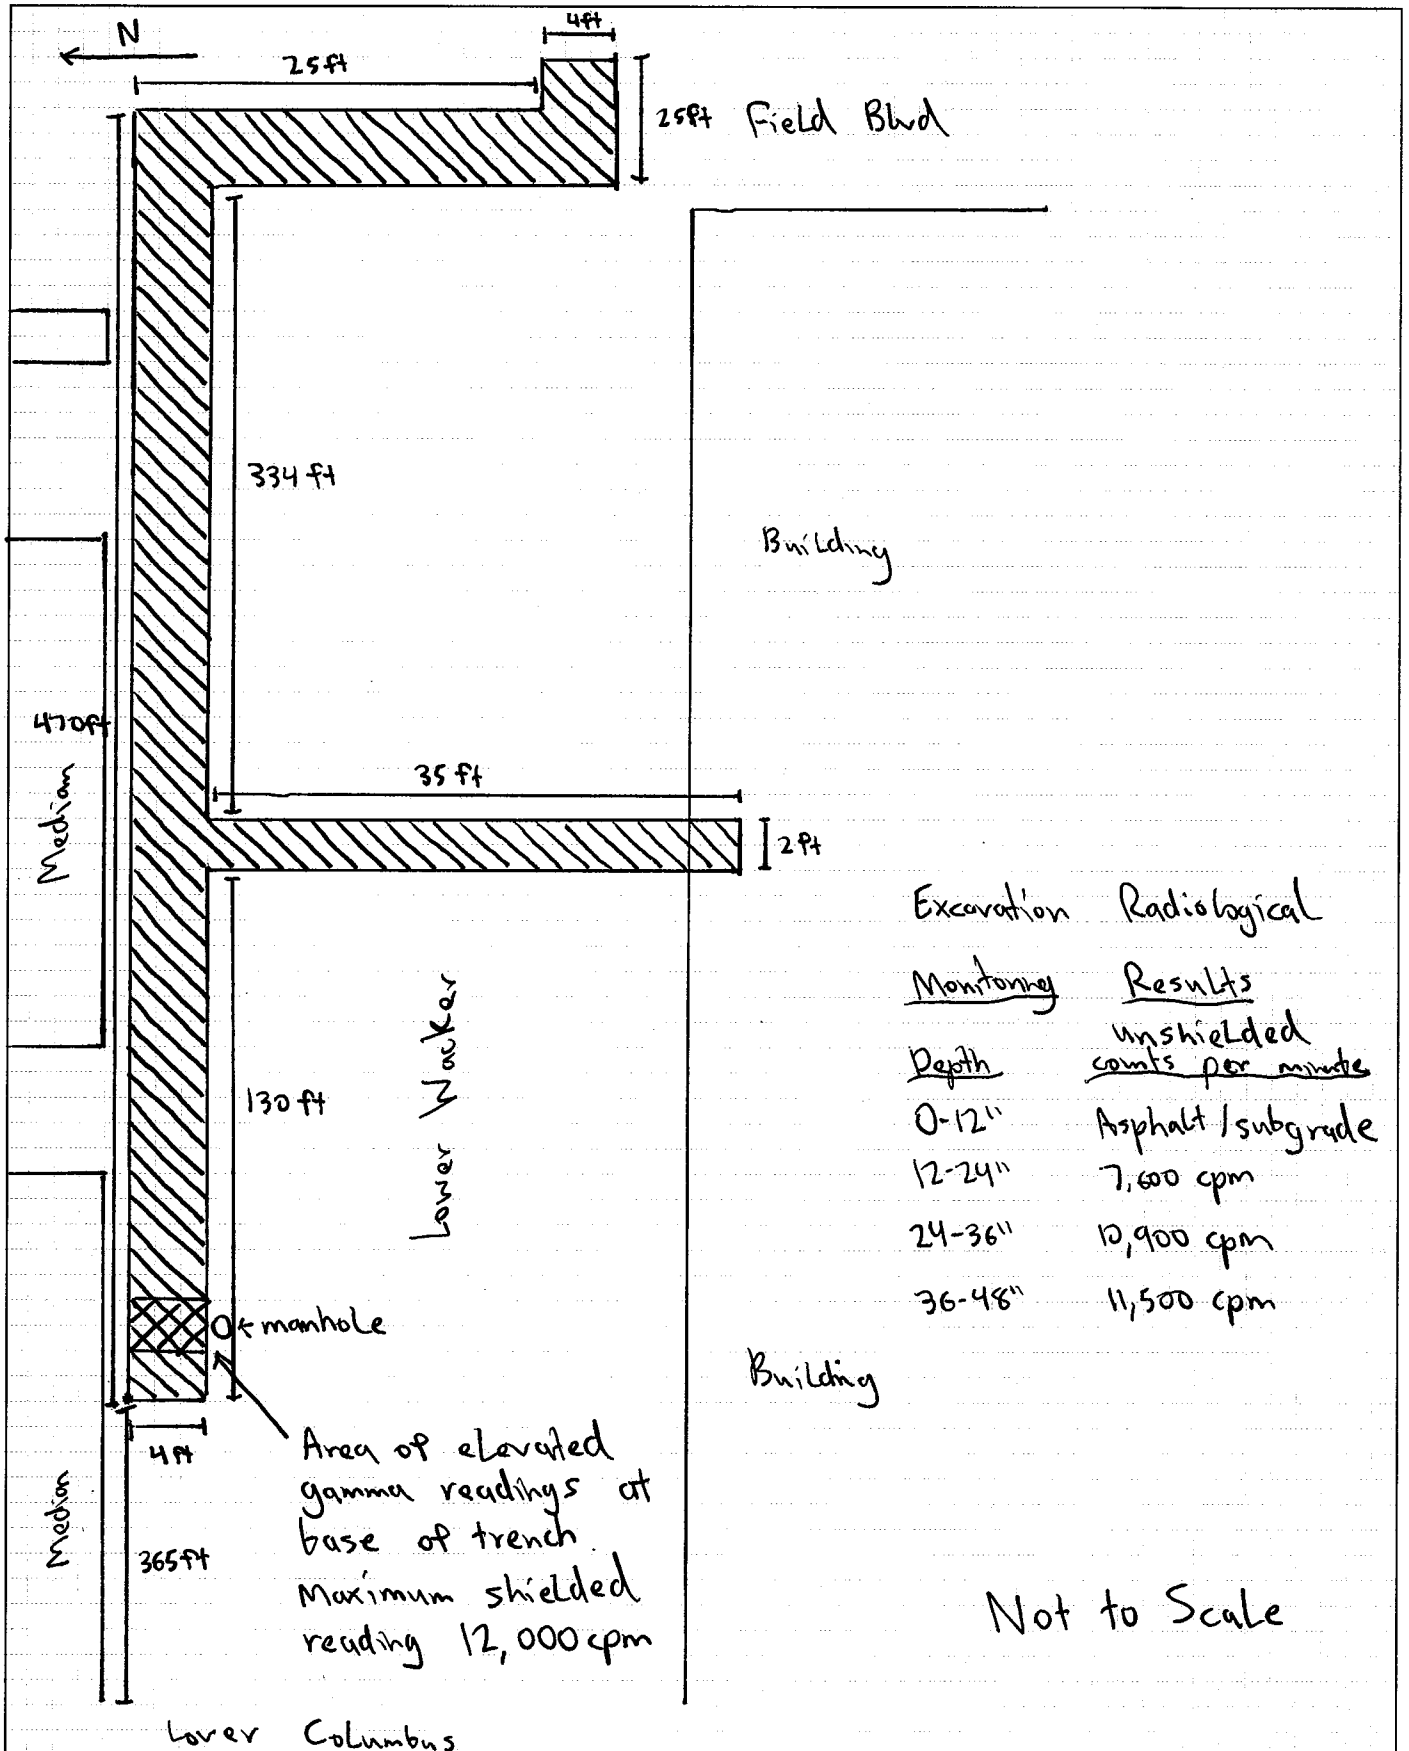 N
4ft
25ft
25ft Field Blvd
334 ft
Building
470ft
Median
35 ft
2ft
Excavation Radiological
Monitoring Results
unshielded
Depth counts per minute
0-12" Asphalt / subgrade
12-24" 7,600 cpm
24-36" 10,900 cpm
36-48" 11,500 cpm
130 ft
Lower Wacker
manhole
Building
4ft
Area of elevated
gamma readings at
base of trench.
Maximum shielded
reading 12,000 cpm
Median
365ft
Not to Scale
Lower Columbus